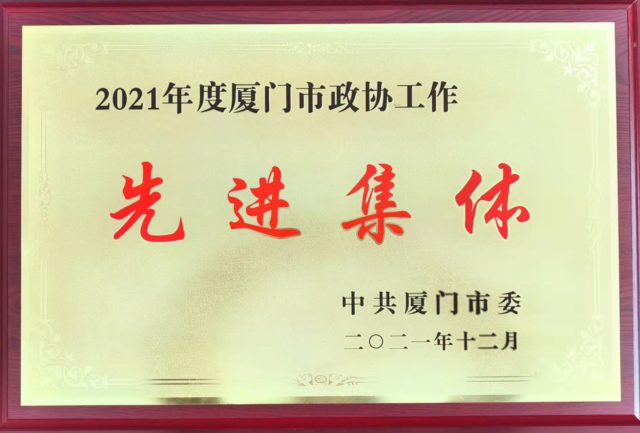 2021年度厦门市政协工作
先进集体
中共厦门市委
二〇二一年十二月